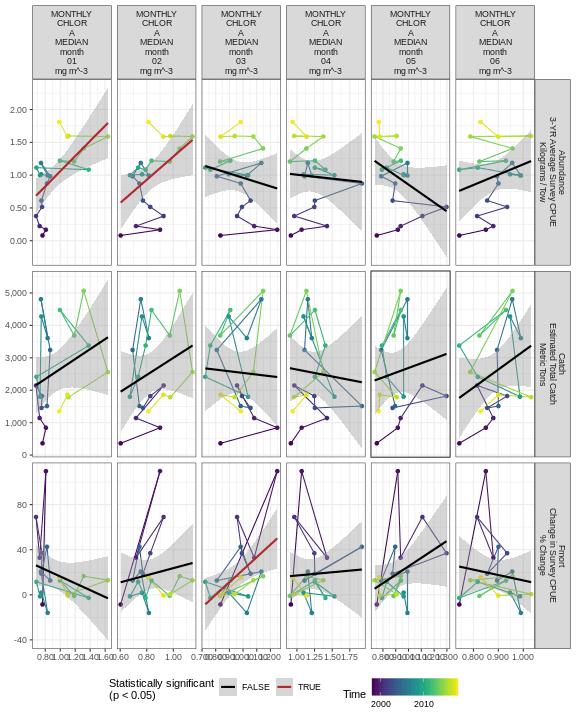 MONTHLY MONTHLY MONTHLY MONTHLY MONTHLY MONTHLY
CHLOR CHLOR CHLOR CHLOR CHLOR CHLOR
A A A A A A
MEDIAN MEDIAN MEDIAN MEDIAN MEDIAN MEDIAN
month month month month month month
01 02 03 04 05 06
mg m^-3 mg m^-3 mg m^-3 mg m^-3 mg m^-3 mg m^-3
2.00
1.50
1.00
0.50
0.00
Abundance
3-YR Average Survey CPUE
Kilograms / Tow
5,000
4,000
3,000
2,000
1,000
0
Catch
Estimated Total Catch
Metric Tons
80
40
0
-40
Fmort
Change in Survey CPUE
% Change
0.80 1.00 1.20 1.40 1.60 0.80 1.00 1.00 1.25 1.50 1.75 0.800 0.900 1.000
Statistically significant
(p < 0.05)
FALSE TRUE
Time
2000 2010